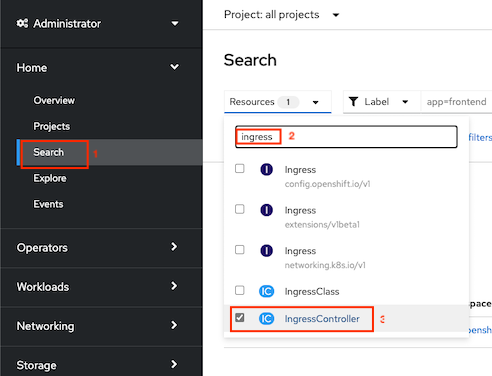 Administrator
Home
Overview
Projects
Search
1
Explore
Events
Operators
Workloads
Networking
Storage
Project: all projects
Search
Resources 1
Label
app=frontend
ingress 2
filters
Ingress
config.openshift.io/v1
Ingress
extensions/v1beta1
Ingress
networking.k8s.io/v1
IC IngressClass
IC IngressController 3